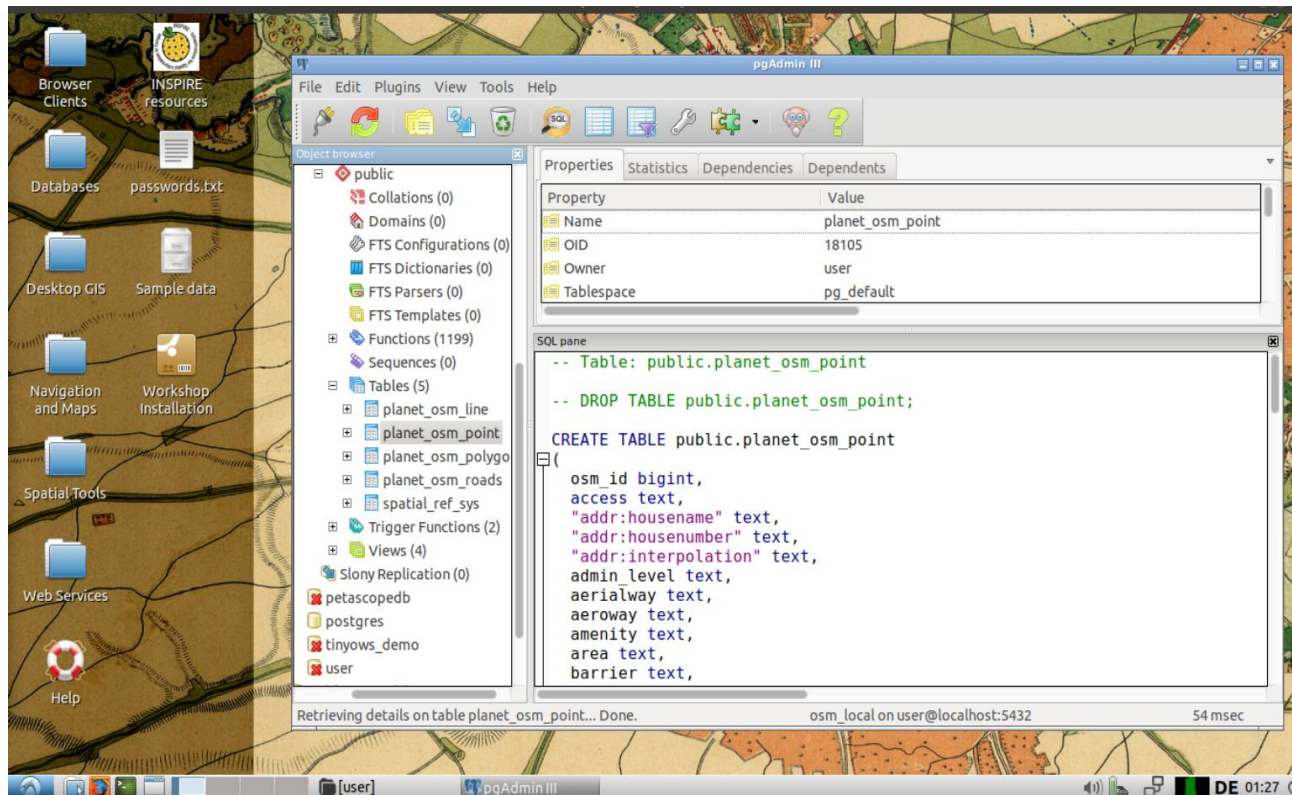 Browser
Clients
INSPIRE
resources
Databases
passwords.txt
Desktop GIS
Sample data
Navigation
and Maps
Workshop
Installation
Spatial Tools
Web Services
Help
pgAdmin III
File Edit Plugins View Tools Help
SQL
Object browser
public
Collations (0)
Domains (0)
FTS Configurations (0)
FTS Dictionaries (0)
FTS Parsers (0)
FTS Templates (0)
Functions (1199)
Sequences (0)
Tables (5)
planet_osm_line
planet_osm_point
planet_osm_polygo
planet_osm_roads
spatial_ref_sys
Trigger Functions (2)
Views (4)
Slony Replication (0)
petascopedb
postgres
tinyows_demo
user
Properties Statistics Dependencies Dependents
Property Value
Name planet_osm_point
OID 18105
Owner user
Tablespace pg_default
SQL pane
-- Table: public.planet_osm_point
-- DROP TABLE public.planet_osm_point;
CREATE TABLE public.planet_osm_point
(
osm_id bigint,
access text,
"addr:housename" text,
"addr:housenumber" text,
"addr:interpolation" text,
admin_level text,
aerialway text,
aeroway text,
amenity text,
area text,
barrier text,
Retrieving details on table planet_osm_point... Done. osm_local on user@localhost:5432 54 msec
[user] pgAdmin III DE 01:27